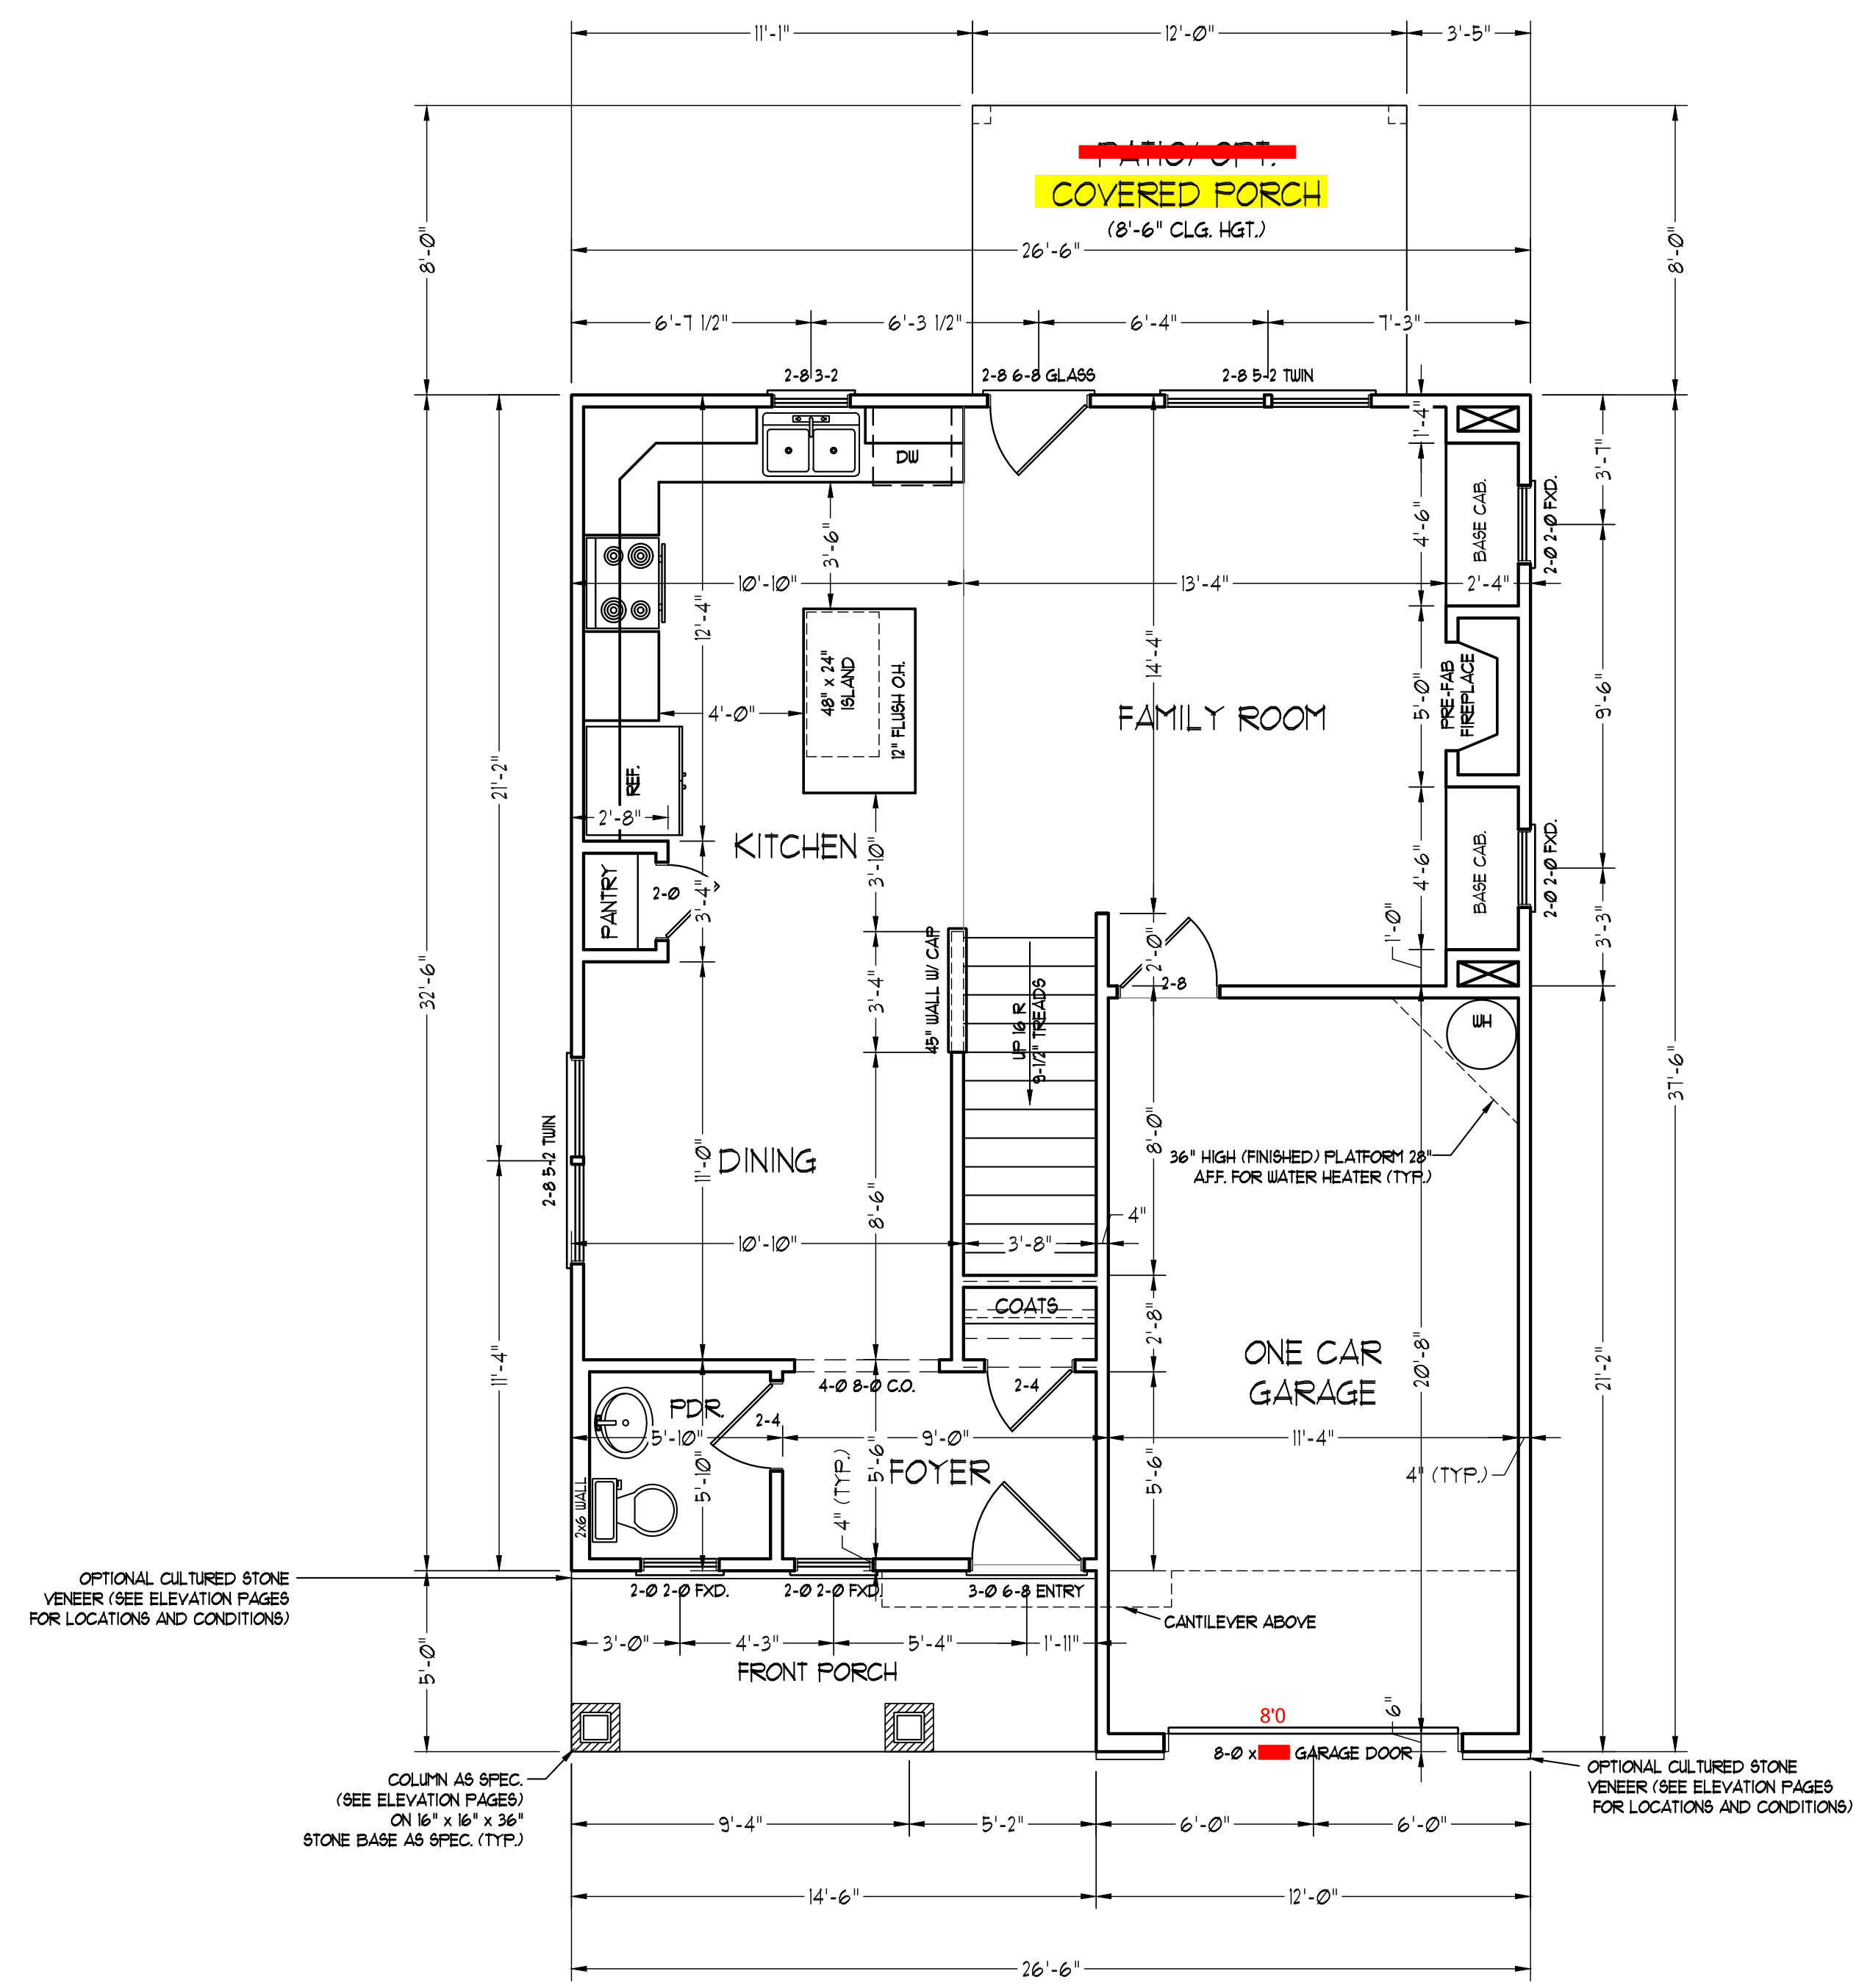 11'-1"
12'-0"
3'-5"
PATIO/ OPT.
COVERED PORCH
(8'-6" CLG. HGT.)
8'-0"
8'-0"
26'-6"
6'-7 1/2"
6'-3 1/2"
6'-4"
7'-3"
2-8 3-2
2-8 6-8 GLASS
2-8 5-2 TWIN
1'-4"
3'-7"
DW
4'-6"
BASE CAB.
2-0 2-0 FXD.
3'-6"
10'-10"
13'-4"
2'-4"
12'-4"
14'-4"
48" x 24"
ISLAND
12" FLUSH O.H.
4'-0"
FAMILY ROOM
5'-0"
PRE-FAB
FIREPLACE
9'-6"
21'-2"
REF.
2'-8"
KITCHEN
3'-10"
4'-6"
BASE CAB.
2-0 2-0 FXD.
PANTRY
2-0
3'-4"
1'-0"
3'-3"
32'-6"
45" WALL W/ CAP
3'-4"
2'-0"
2-8
UP 16 R
9-1/2" TREADS
WH
37'-6"
8'-0"
36" HIGH (FINISHED) PLATFORM 28"
A.F.F. FOR WATER HEATER (TYP.)
2-8 5-2 TWIN
11'-0"
DINING
8'-6"
4"
10'-10"
3'-8"
COATS
2'-8"
ONE CAR
GARAGE
20'-8"
21'-2"
11'-4"
4-0 8-0 C.O.
2-4
PDR.
2-4
5'-10"
9'-0"
11'-4"
5'-10"
4" (TYP.)
5'-6"
FOYER
5'-6"
4" (TYP.)
2x6 WALL
OPTIONAL CULTURED STONE
VENEER (SEE ELEVATION PAGES
FOR LOCATIONS AND CONDITIONS)
2-0 2-0 FXD.
2-0 2-0 FXD.
3-0 6-8 ENTRY
CANTILEVER ABOVE
5'-0"
3'-0"
4'-3"
5'-4"
1'-11"
FRONT PORCH
6"
8'0
8-0 x
GARAGE DOOR
COLUMN AS SPEC.
(SEE ELEVATION PAGES)
ON 16" x 16" x 36"
STONE BASE AS SPEC. (TYP.)
OPTIONAL CULTURED STONE
VENEER (SEE ELEVATION PAGES
FOR LOCATIONS AND CONDITIONS)
9'-4"
5'-2"
6'-0"
6'-0"
14'-6"
12'-0"
26'-6"